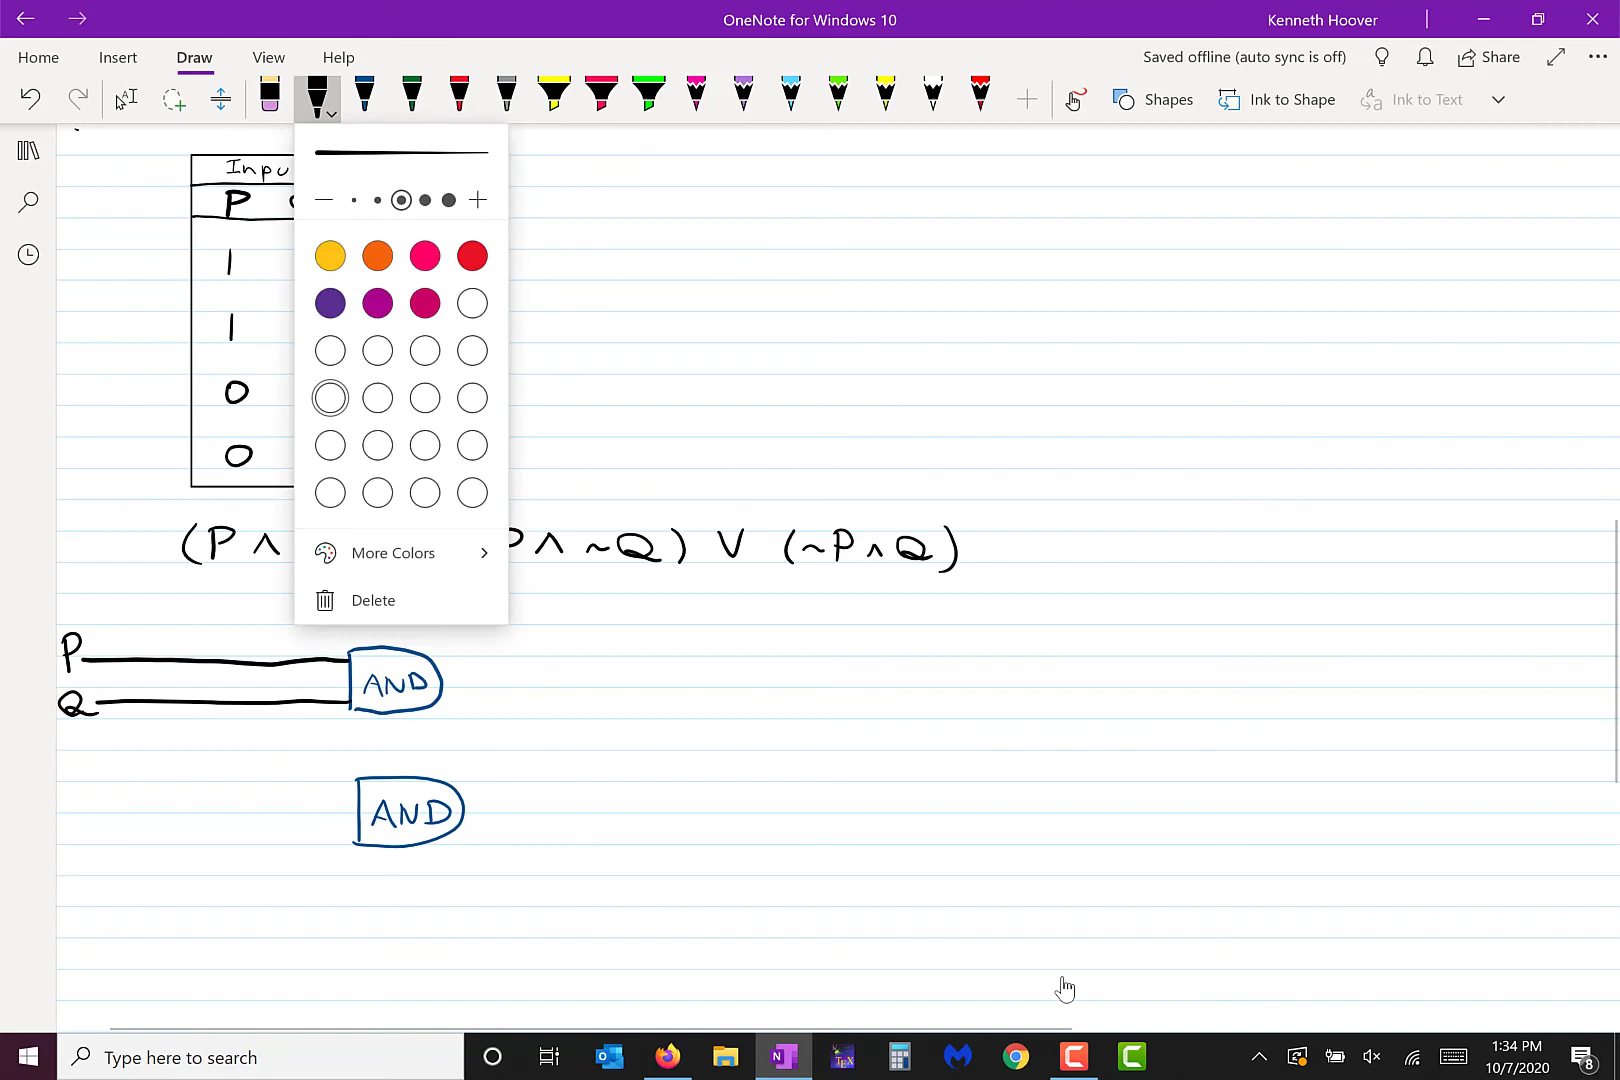 OneNote for Windows 10
Kenneth Hoover
Home Insert Draw View Help
Saved offline (auto sync is off) Share
Shapes Ink to Shape Ink to Text
Inpu
P
1
1
0
0
More Colors
Delete
(P ∧ P ∧ ~Q) ∨ (~P ∧ Q)
P
AND
Q
AND
Type here to search
1:34 PM
10/7/2020
8